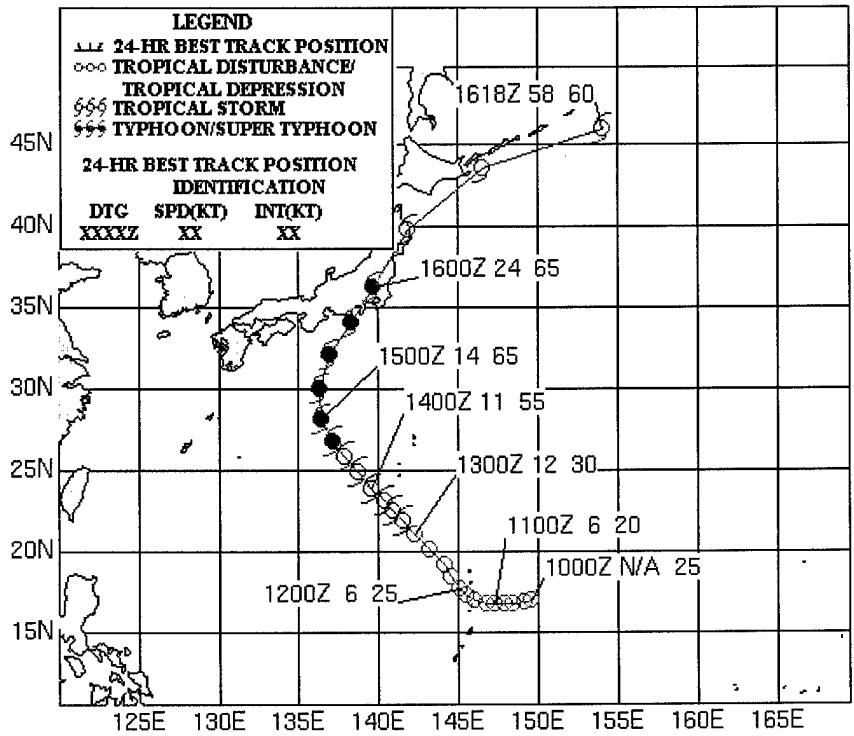 LEGEND
24-HR BEST TRACK POSITION
TROPICAL DISTURBANCE/
TROPICAL DEPRESSION
TROPICAL STORM
TYPHOON/SUPER TYPHOON
24-HR BEST TRACK POSITION
IDENTIFICATION
DTG SPD(KT) INT(KT)
XXXXZ XX XX
1618Z 58 60
45N
40N
1600Z 24 65
35N
1500Z 14 65
30N
1400Z 11 55
1300Z 12 30
25N
1100Z 6 20
20N
1000Z N/A 25
1200Z 6 25
15N
125E 130E 135E 140E 145E 150E 155E 160E 165E